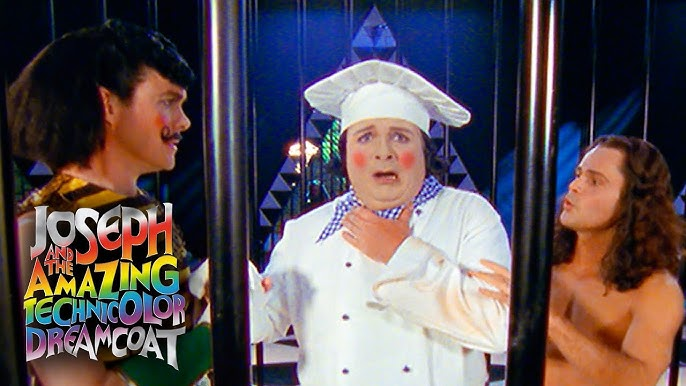 JOSEPH
AND THE
AMAZING
TECHNICOLOR
DREAMCOAT